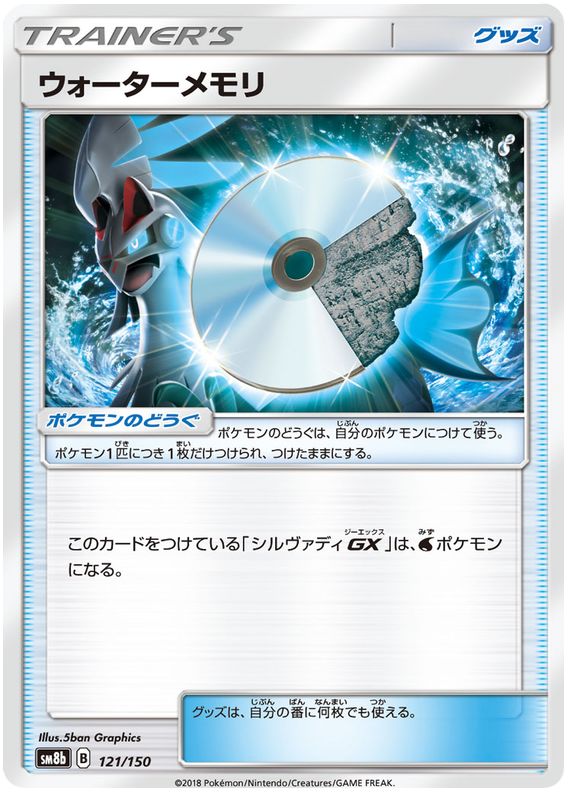 TRAINER'S
グッズ
ウォーターメモリ
ポケモンのどうぐ
ポケモンのどうぐは、自分のポケモンにつけて使う。
ポケモン1匹につき1枚だけつけられ、つけたままにする。
このカードをつけている「シルヴァディGX」は、ポケモン
になる。
グッズは、自分の番に何枚でも使える。
Illus.5ban Graphics
sm8b B 121/150
©2018 Pokémon/Nintendo/Creatures/GAME FREAK.